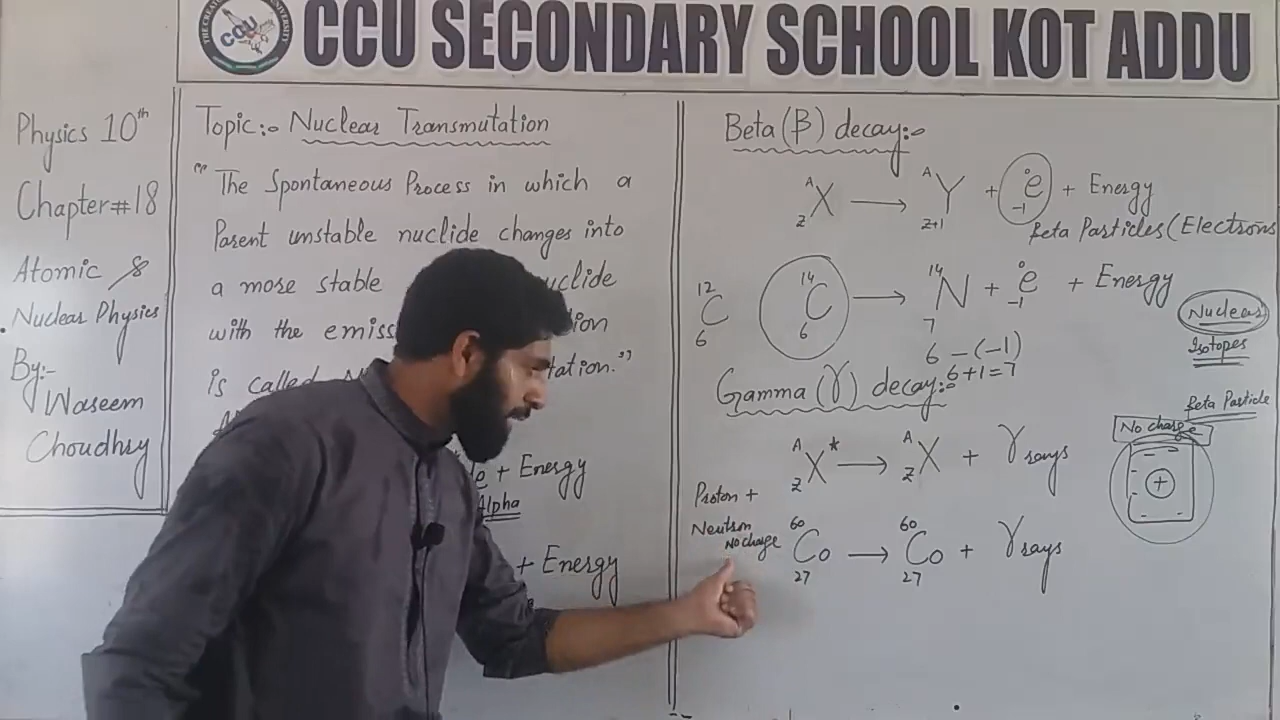 CCU SECONDARY SCHOOL KOT ADDU
CCU
Physics 10th
Chapter#18
Atomic &
Nuclear Physics
By:-
Waseem
Choudhry
Topic:- Nuclear Transmutation
"The Spontaneous Process in which a
Parent unstable nuclide changes into
a more stable
with the
is called
tation."
e + Energy
Alpha
+ Energy
Beta (β) decay:-
A Z X → A Z+1 Y + 0 -1 e + Energy
Beta Particles (Electrons
12 6 C
14 6 C → 14 7 N + 0 -1 e + Energy
6 - (-1)
6+1=7
Nuclear
Isotopes
Gamma (γ) decay:-
A Z X* → A Z X + γ rays
Beta Particle
No charge
+
Proton +
Neutron
No charge
60 27 Co → 60 27 Co + γ rays